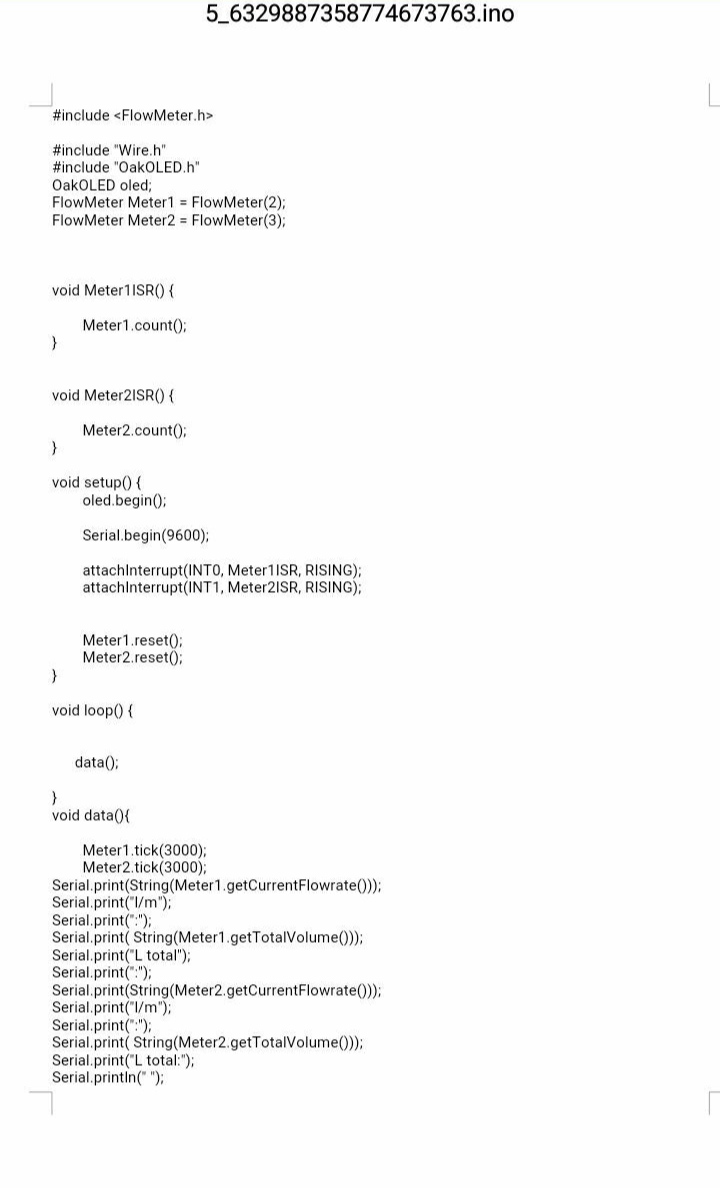 5_6329887358774673763.ino
#include <FlowMeter.h>
#include "Wire.h"
#include "OakOLED.h"
OakOLED oled;
FlowMeter Meter1 = FlowMeter(2);
FlowMeter Meter2 = FlowMeter(3);
void Meter1ISR() {
Meter1.count();
}
void Meter2ISR() {
Meter2.count();
}
void setup() {
oled.begin();
Serial.begin(9600);
attachInterrupt(INT0, Meter1ISR, RISING);
attachInterrupt(INT1, Meter2ISR, RISING);
Meter1.reset();
Meter2.reset();
}
void loop() {
data();
}
void data(){
Meter1.tick(3000);
Meter2.tick(3000);
Serial.print(String(Meter1.getCurrentFlowrate()));
Serial.print("l/m");
Serial.print(":");
Serial.print( String(Meter1.getTotalVolume()));
Serial.print("L total");
Serial.print(":");
Serial.print(String(Meter2.getCurrentFlowrate()));
Serial.print("l/m");
Serial.print(":");
Serial.print( String(Meter2.getTotalVolume()));
Serial.print("L total:");
Serial.println(" ");